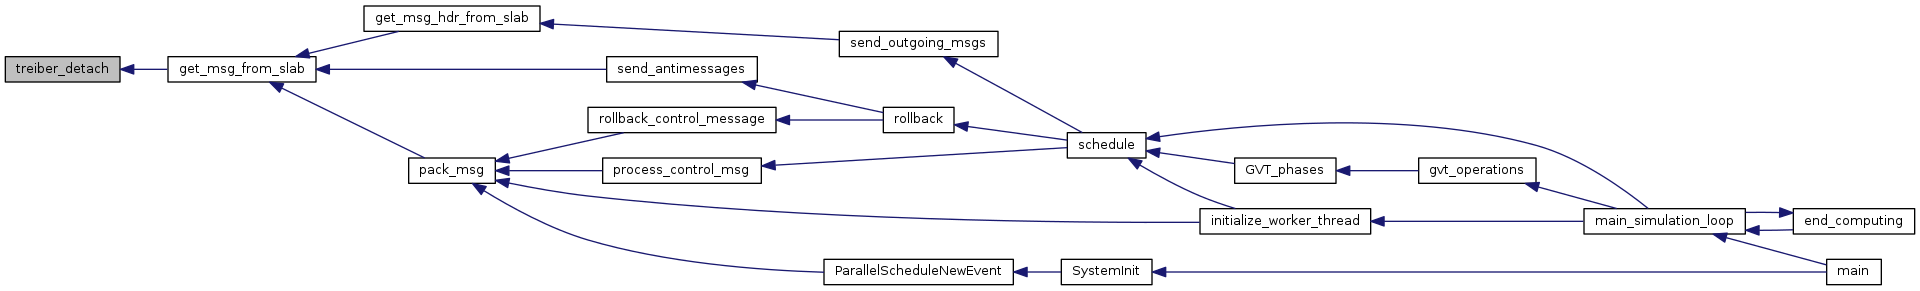 treiber_detach
get_msg_from_slab
get_msg_hdr_from_slab
send_antimessages
pack_msg
rollback_control_message
process_control_msg
send_outgoing_msgs
rollback
ParallelScheduleNewEvent
schedule
SystemInit
GVT_phases
initialize_worker_thread
gvt_operations
main_simulation_loop
end_computing
main